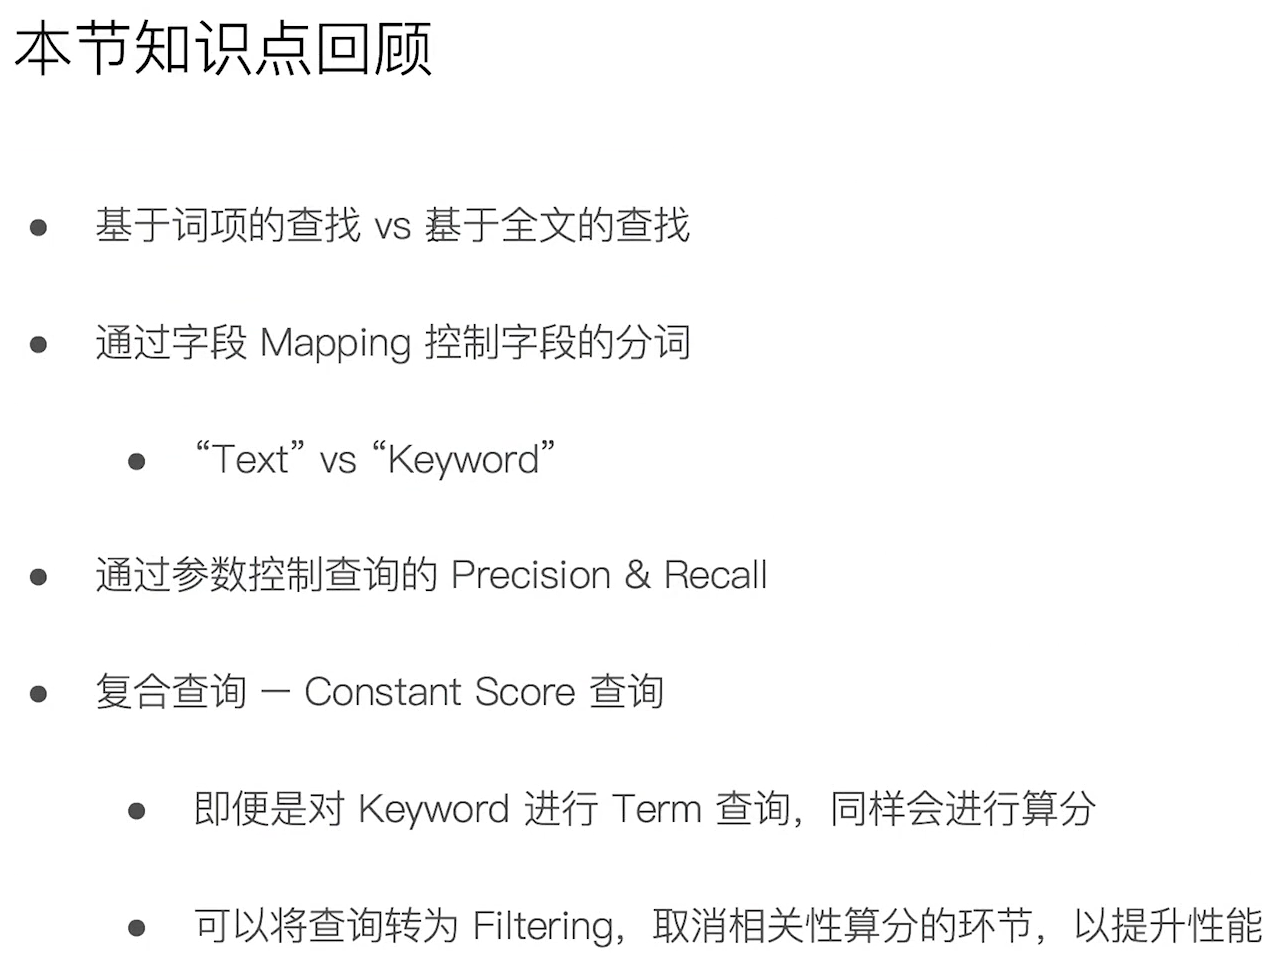 本节知识点回顾
● 基于词项的查找 vs 基于全文的查找
● 通过字段 Mapping 控制字段的分词
● “Text” vs “Keyword”
● 通过参数控制查询的 Precision & Recall
● 复合查询 — Constant Score 查询
● 即便是对 Keyword 进行 Term 查询，同样会进行算分
● 可以将查询转为 Filtering，取消相关性算分的环节，以提升性能